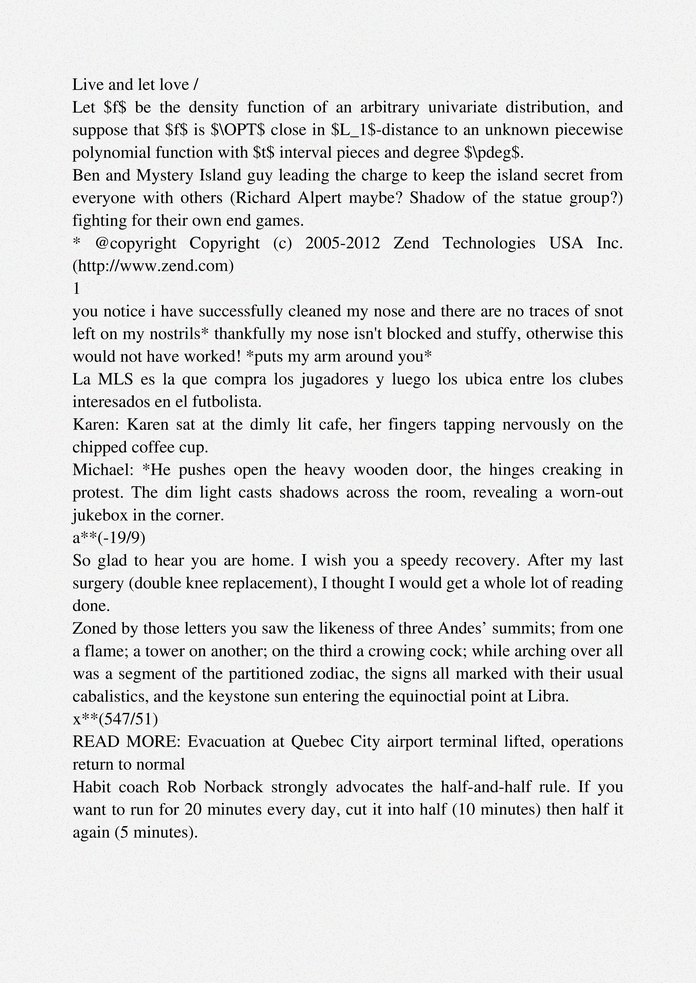 Live and let love /
Let $f$ be the density function of an arbitrary univariate distribution, and
suppose that $f$ is $\OPT$ close in $L_1$-distance to an unknown piecewise
polynomial function with $t$ interval pieces and degree $\pdeg$.
Ben and Mystery Island guy leading the charge to keep the island secret from
everyone with others (Richard Alpert maybe? Shadow of the statue group?)
fighting for their own end games.
* @copyright Copyright (c) 2005-2012 Zend Technologies USA Inc.
(http://www.zend.com)
1
you notice i have successfully cleaned my nose and there are no traces of snot
left on my nostrils* thankfully my nose isn't blocked and stuffy, otherwise this
would not have worked! *puts my arm around you*
La MLS es la que compra los jugadores y luego los ubica entre los clubes
interesados en el futbolista.
Karen: Karen sat at the dimly lit cafe, her fingers tapping nervously on the
chipped coffee cup.
Michael: *He pushes open the heavy wooden door, the hinges creaking in
protest. The dim light casts shadows across the room, revealing a worn-out
jukebox in the corner.
a**(-19/9)
So glad to hear you are home. I wish you a speedy recovery. After my last
surgery (double knee replacement), I thought I would get a whole lot of reading
done.
Zoned by those letters you saw the likeness of three Andes’ summits; from one
a flame; a tower on another; on the third a crowing cock; while arching over all
was a segment of the partitioned zodiac, the signs all marked with their usual
cabalistics, and the keystone sun entering the equinoctial point at Libra.
x**(547/51)
READ MORE: Evacuation at Quebec City airport terminal lifted, operations
return to normal
Habit coach Rob Norback strongly advocates the half-and-half rule. If you
want to run for 20 minutes every day, cut it into half (10 minutes) then half it
again (5 minutes).